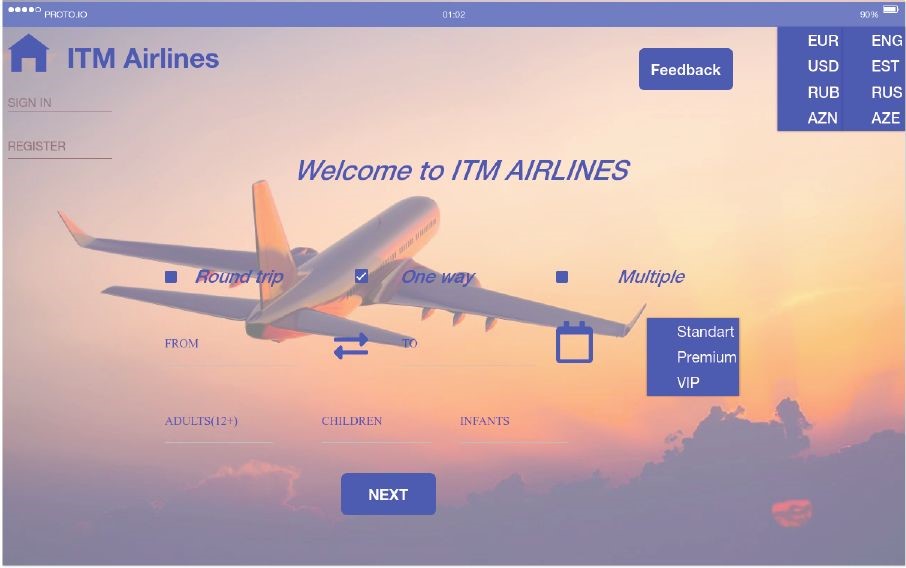 PROTO.IO 01:02 90%
ITM Airlines
Feedback
EUR ENG
USD EST
RUB RUS
AZN AZE
SIGN IN
REGISTER
Welcome to ITM AIRLINES
Round trip One way Multiple
FROM TO
Standart
Premium
VIP
ADULTS(12+) CHILDREN INFANTS
NEXT